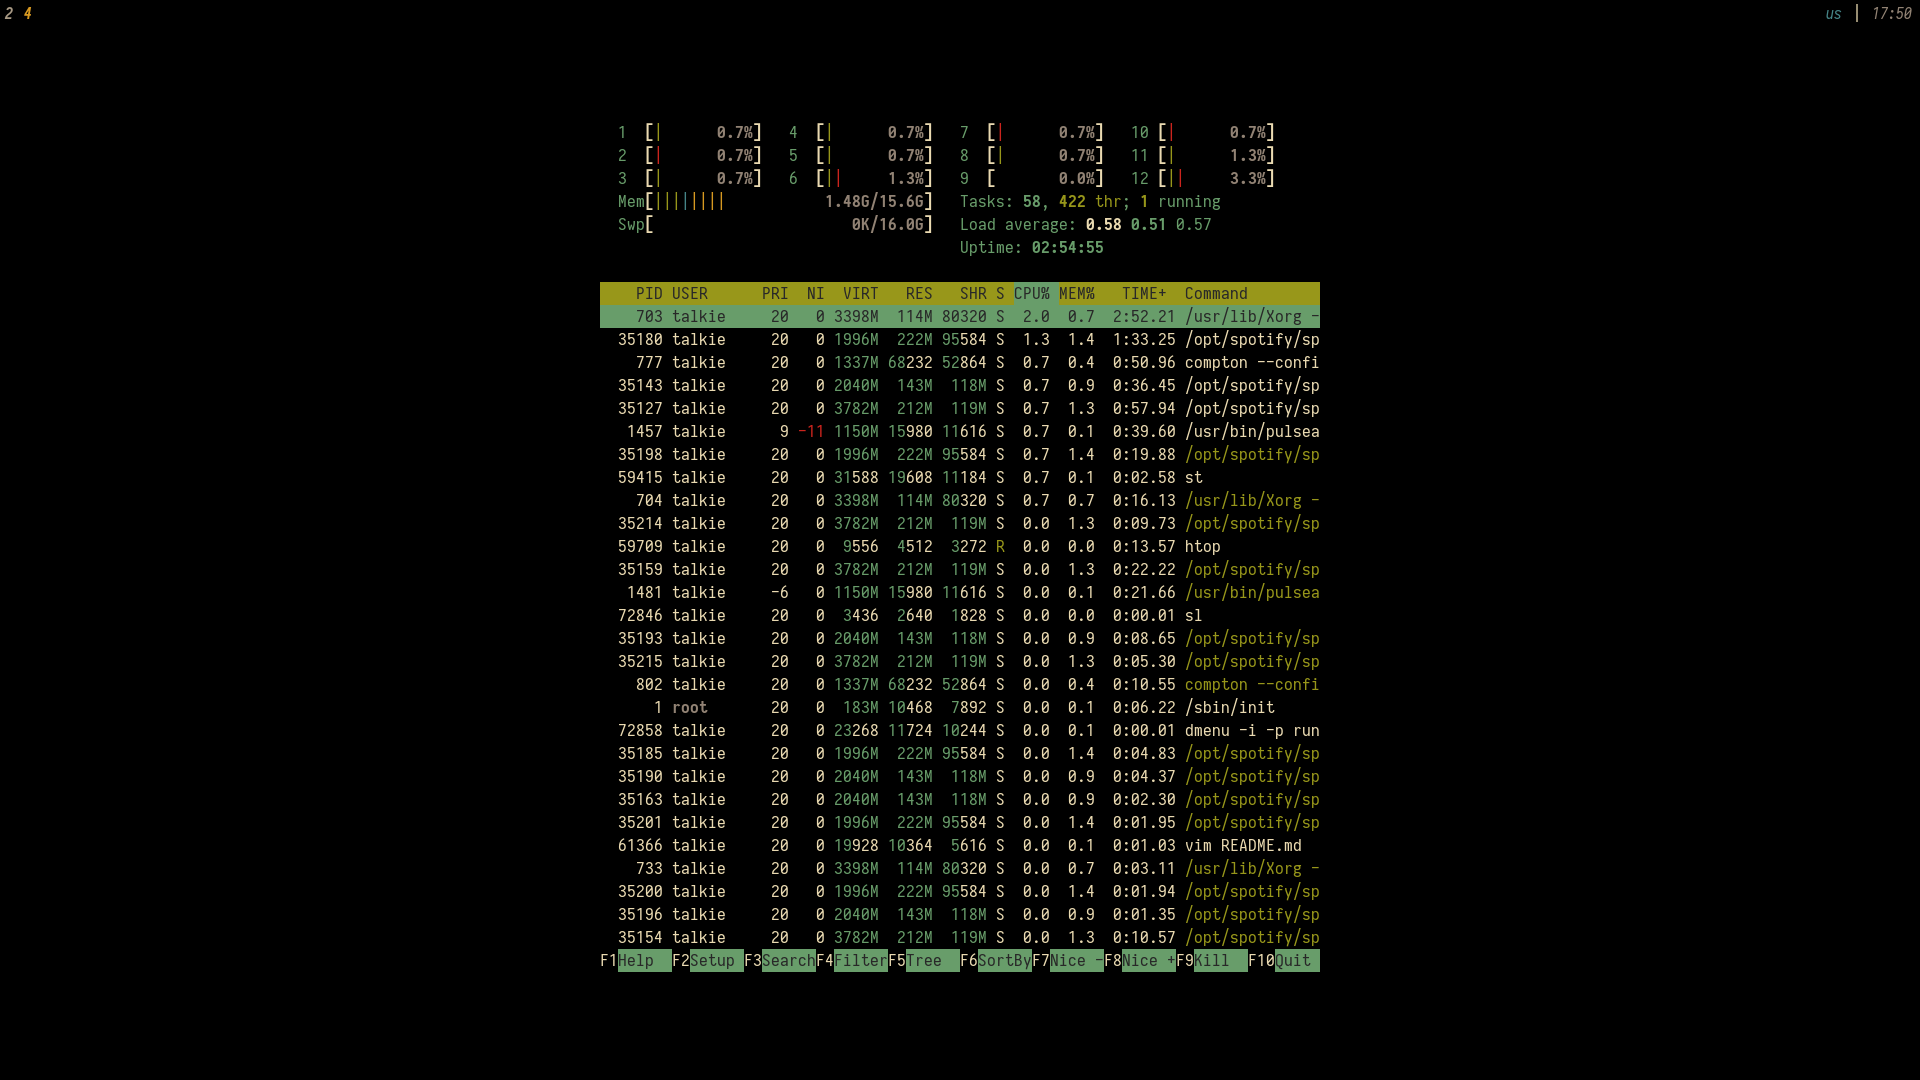 2 4 us | 17:50
1 [| 0.7%] 4 [| 0.7%] 7 [| 0.7%] 10 [| 0.7%]
2 [| 0.7%] 5 [| 0.7%] 8 [| 0.7%] 11 [| 1.3%]
3 [| 0.7%] 6 [|| 1.3%] 9 [ 0.0%] 12 [|| 3.3%]
Mem[|||||||| 1.48G/15.6G] Tasks: 58, 422 thr; 1 running
Swp[ 0K/16.0G] Load average: 0.58 0.51 0.57
Uptime: 02:54:55
PID USER PRI NI VIRT RES SHR S CPU% MEM% TIME+ Command
703 talkie 20 0 3398M 114M 80320 S 2.0 0.7 2:52.21 /usr/lib/Xorg -
35180 talkie 20 0 1996M 222M 95584 S 1.3 1.4 1:33.25 /opt/spotify/sp
777 talkie 20 0 1337M 68232 52864 S 0.7 0.4 0:50.96 compton --confi
35143 talkie 20 0 2040M 143M 118M S 0.7 0.9 0:36.45 /opt/spotify/sp
35127 talkie 20 0 3782M 212M 119M S 0.7 1.3 0:57.94 /opt/spotify/sp
1457 talkie 9 -11 1150M 15980 11616 S 0.7 0.1 0:39.60 /usr/bin/pulsea
35198 talkie 20 0 1996M 222M 95584 S 0.7 1.4 0:19.88 /opt/spotify/sp
59415 talkie 20 0 31588 19608 11184 S 0.7 0.1 0:02.58 st
704 talkie 20 0 3398M 114M 80320 S 0.7 0.7 0:16.13 /usr/lib/Xorg -
35214 talkie 20 0 3782M 212M 119M S 0.0 1.3 0:09.73 /opt/spotify/sp
59709 talkie 20 0 9556 4512 3272 R 0.0 0.0 0:13.57 htop
35159 talkie 20 0 3782M 212M 119M S 0.0 1.3 0:22.22 /opt/spotify/sp
1481 talkie -6 0 1150M 15980 11616 S 0.0 0.1 0:21.66 /usr/bin/pulsea
72846 talkie 20 0 3436 2640 1828 S 0.0 0.0 0:00.01 sl
35193 talkie 20 0 2040M 143M 118M S 0.0 0.9 0:08.65 /opt/spotify/sp
35215 talkie 20 0 3782M 212M 119M S 0.0 1.3 0:05.30 /opt/spotify/sp
802 talkie 20 0 1337M 68232 52864 S 0.0 0.4 0:10.55 compton --confi
1 root 20 0 183M 10468 7892 S 0.0 0.1 0:06.22 /sbin/init
72858 talkie 20 0 23268 11724 10244 S 0.0 0.1 0:00.01 dmenu -i -p run
35185 talkie 20 0 1996M 222M 95584 S 0.0 1.4 0:04.83 /opt/spotify/sp
35190 talkie 20 0 2040M 143M 118M S 0.0 0.9 0:04.37 /opt/spotify/sp
35163 talkie 20 0 2040M 143M 118M S 0.0 0.9 0:02.30 /opt/spotify/sp
35201 talkie 20 0 1996M 222M 95584 S 0.0 1.4 0:01.95 /opt/spotify/sp
61366 talkie 20 0 19928 10364 5616 S 0.0 0.1 0:01.03 vim README.md
733 talkie 20 0 3398M 114M 80320 S 0.0 0.7 0:03.11 /usr/lib/Xorg -
35200 talkie 20 0 1996M 222M 95584 S 0.0 1.4 0:01.94 /opt/spotify/sp
35196 talkie 20 0 2040M 143M 118M S 0.0 0.9 0:01.35 /opt/spotify/sp
35154 talkie 20 0 3782M 212M 119M S 0.0 1.3 0:10.57 /opt/spotify/sp
F1Help F2Setup F3SearchF4FilterF5Tree F6SortByF7Nice -F8Nice +F9Kill F10Quit